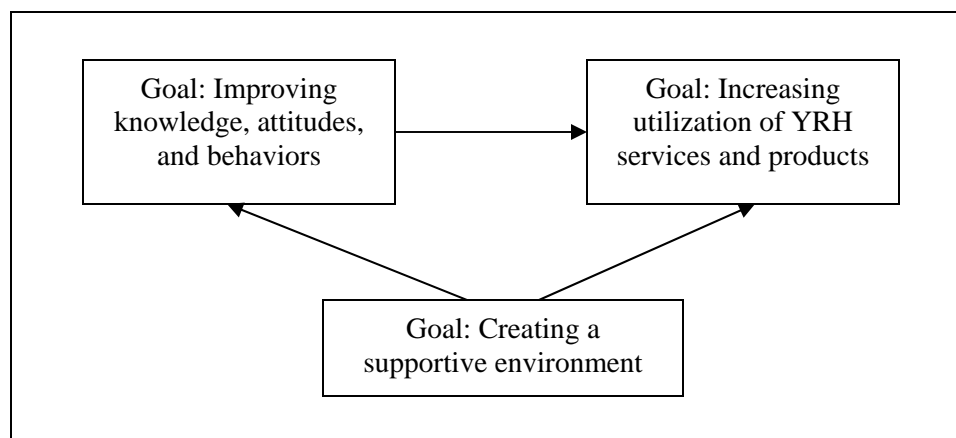 Goal: Improving
knowledge, attitudes,
and behaviors
Goal: Increasing
utilization of YRH
services and products
Goal: Creating a
supportive environment